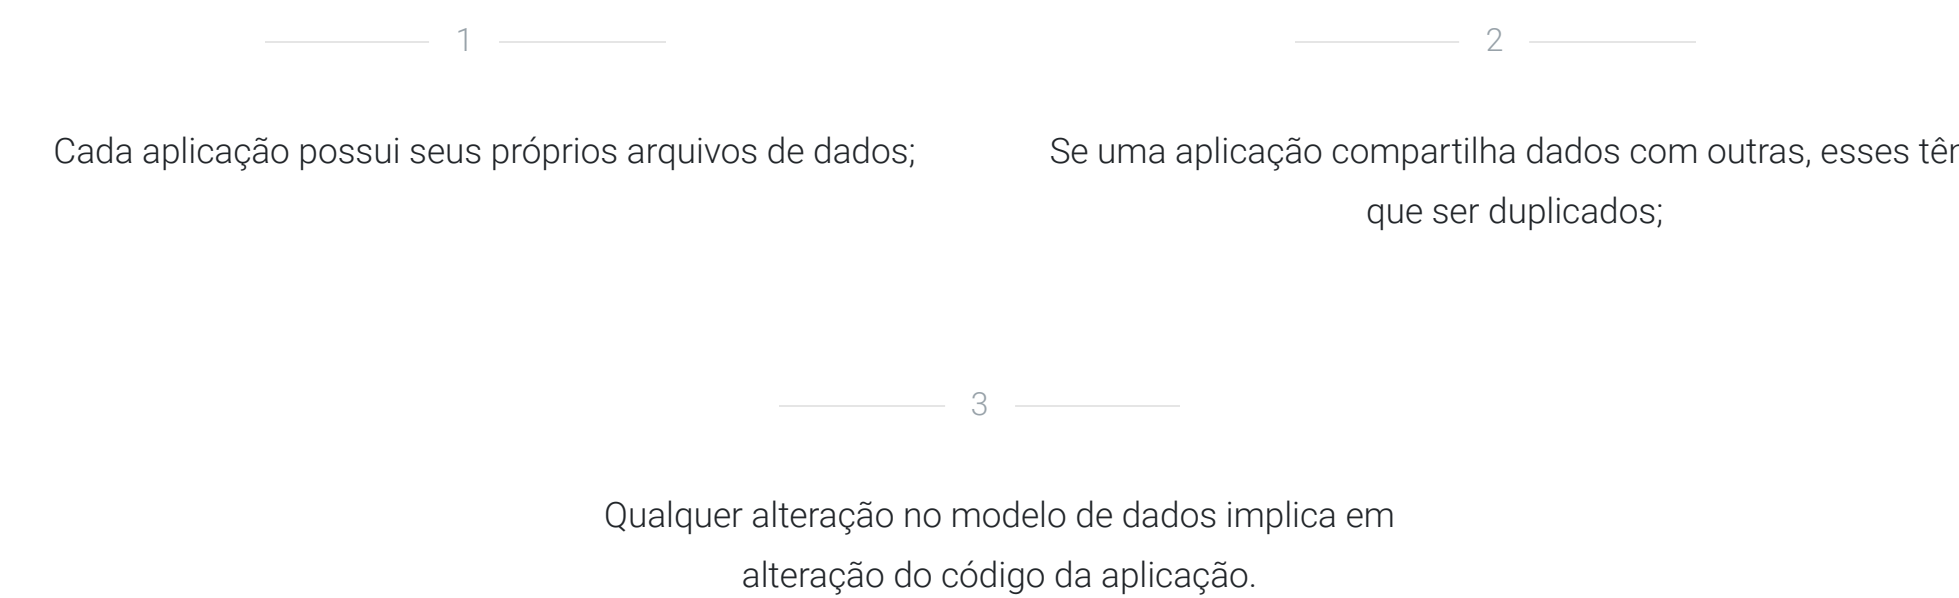 1
Cada aplicação possui seus próprios arquivos de dados;
2
Se uma aplicação compartilha dados com outras, esses
que ser duplicados;
3
Qualquer alteração no modelo de dados implica em
alteração do código da aplicação.